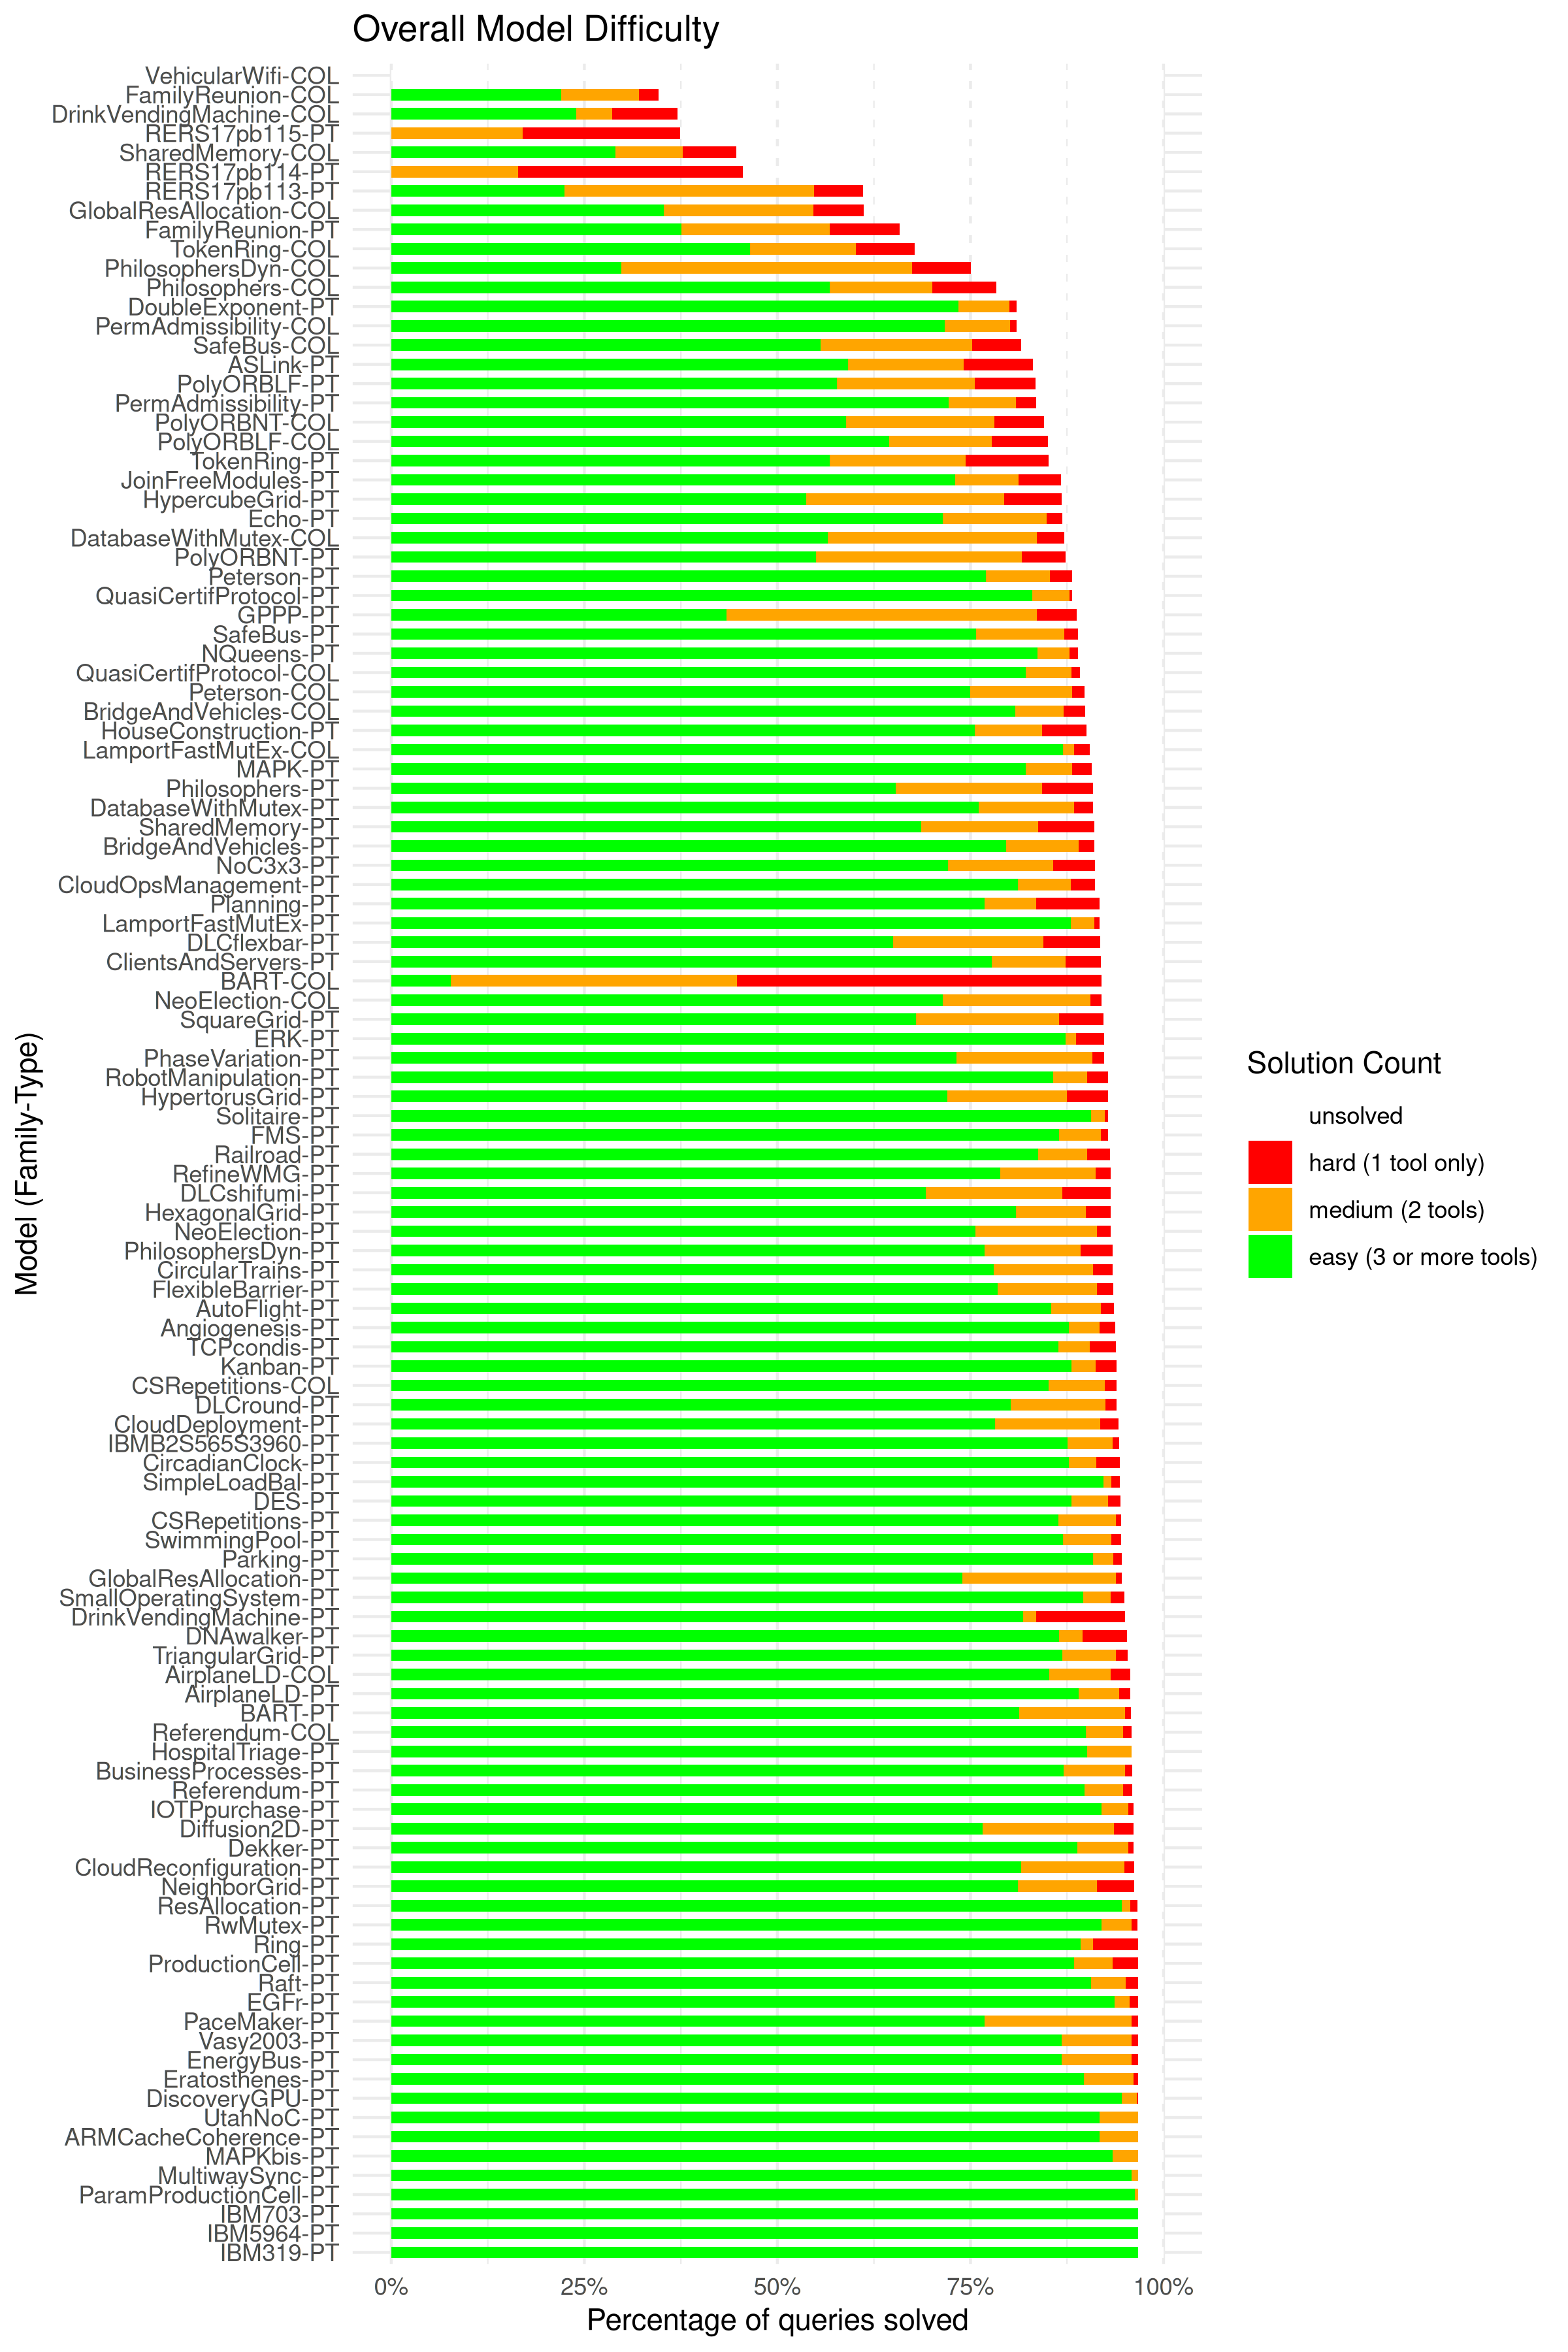 Overall Model Difficulty
VehicularWifi-COL
FamilyReunion-COL
DrinkVendingMachine-COL
RERS17pb115-PT
SharedMemory-COL
RERS17pb114-PT
RERS17pb113-PT
GlobalResAllocation-COL
FamilyReunion-PT
TokenRing-COL
PhilosophersDyn-COL
Philosophers-COL
DoubleExponent-PT
PermAdmissibility-COL
SafeBus-COL
ASLink-PT
PolyORBLF-PT
PermAdmissibility-PT
PolyORBNT-COL
PolyORBLF-COL
TokenRing-PT
JoinFreeModules-PT
HypercubeGrid-PT
Echo-PT
DatabaseWithMutex-COL
PolyORBNT-PT
Peterson-PT
QuasiCertifProtocol-PT
GPPP-PT
SafeBus-PT
NQueens-PT
QuasiCertifProtocol-COL
Peterson-COL
BridgeAndVehicles-COL
HouseConstruction-PT
LamportFastMutEx-COL
MAPK-PT
Philosophers-PT
DatabaseWithMutex-PT
SharedMemory-PT
BridgeAndVehicles-PT
NoC3x3-PT
CloudOpsManagement-PT
Planning-PT
LamportFastMutEx-PT
DLCflexbar-PT
ClientsAndServers-PT
BART-COL
NeoElection-COL
SquareGrid-PT
ERK-PT
PhaseVariation-PT
RobotManipulation-PT
HypertorusGrid-PT
Solitaire-PT
FMS-PT
Railroad-PT
RefineWMG-PT
DLCshifumi-PT
HexagonalGrid-PT
NeoElection-PT
PhilosophersDyn-PT
CircularTrains-PT
FlexibleBarrier-PT
AutoFlight-PT
Angiogenesis-PT
TCPcondis-PT
Kanban-PT
CSRepetitions-COL
DLCround-PT
CloudDeployment-PT
IBMB2S565S3960-PT
CircadianClock-PT
SimpleLoadBal-PT
DES-PT
CSRepetitions-PT
SwimmingPool-PT
Parking-PT
GlobalResAllocation-PT
SmallOperatingSystem-PT
DrinkVendingMachine-PT
DNAwalker-PT
TriangularGrid-PT
AirplaneLD-COL
AirplaneLD-PT
BART-PT
Referendum-COL
HospitalTriage-PT
BusinessProcesses-PT
Referendum-PT
IOTPpurchase-PT
Diffusion2D-PT
Dekker-PT
CloudReconfiguration-PT
NeighborGrid-PT
ResAllocation-PT
RwMutex-PT
Ring-PT
ProductionCell-PT
Raft-PT
EGFr-PT
PaceMaker-PT
Vasy2003-PT
EnergyBus-PT
Eratosthenes-PT
DiscoveryGPU-PT
UtahNoC-PT
ARMCacheCoherence-PT
MAPKbis-PT
MultiwaySync-PT
ParamProductionCell-PT
IBM703-PT
IBM5964-PT
IBM319-PT
0% 25% 50% 75% 100%
Percentage of queries solved
Model (Family-Type)
Solution Count
unsolved
hard (1 tool only)
medium (2 tools)
easy (3 or more tools)